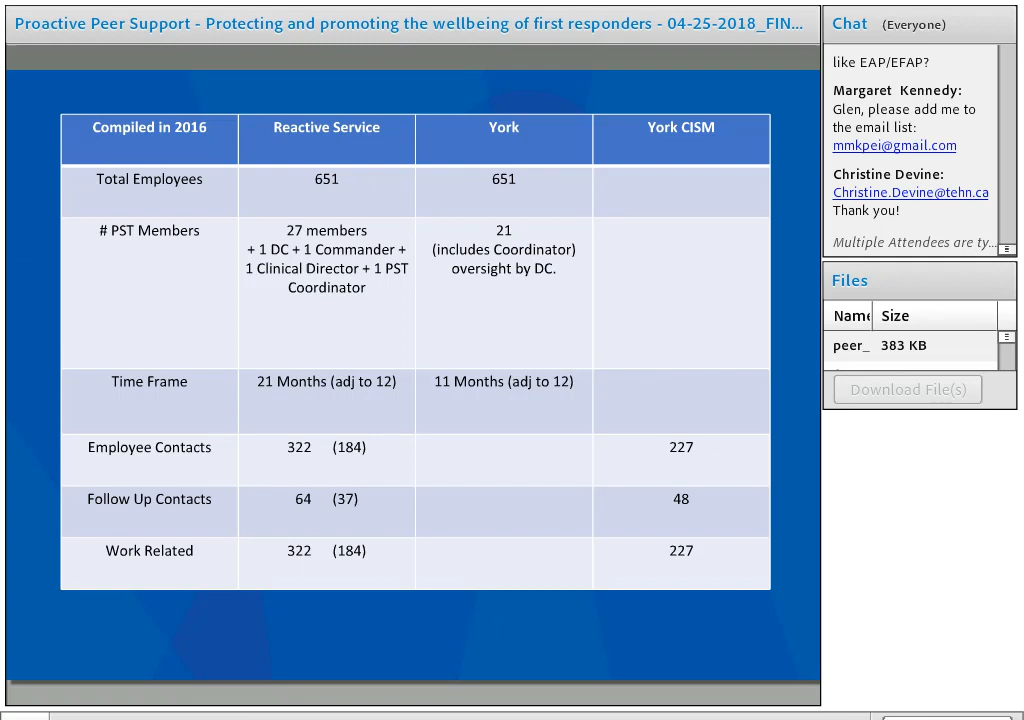 Proactive Peer Support - Protecting and promoting the wellbeing of first responders - 04-25-2018_FIN...
Compiled in 2016 Reactive Service York York CISM
Total Employees 651 651
# PST Members 27 members 21
+ 1 DC + 1 Commander + (includes Coordinator)
1 Clinical Director + 1 PST oversight by DC.
Coordinator
Time Frame 21 Months (adj to 12) 11 Months (adj to 12)
Employee Contacts 322 (184) 227
Follow Up Contacts 64 (37) 48
Work Related 322 (184) 227
Chat (Everyone)
like EAP/EFAP?
Margaret Kennedy:
Glen, please add me to
the email list:
mmkpei@gmail.com
Christine Devine:
Christine.Devine@tehn.ca
Thank you!
Multiple Attendees are ty...
Files
Name Size
peer_ 383 KB
Download File(s)